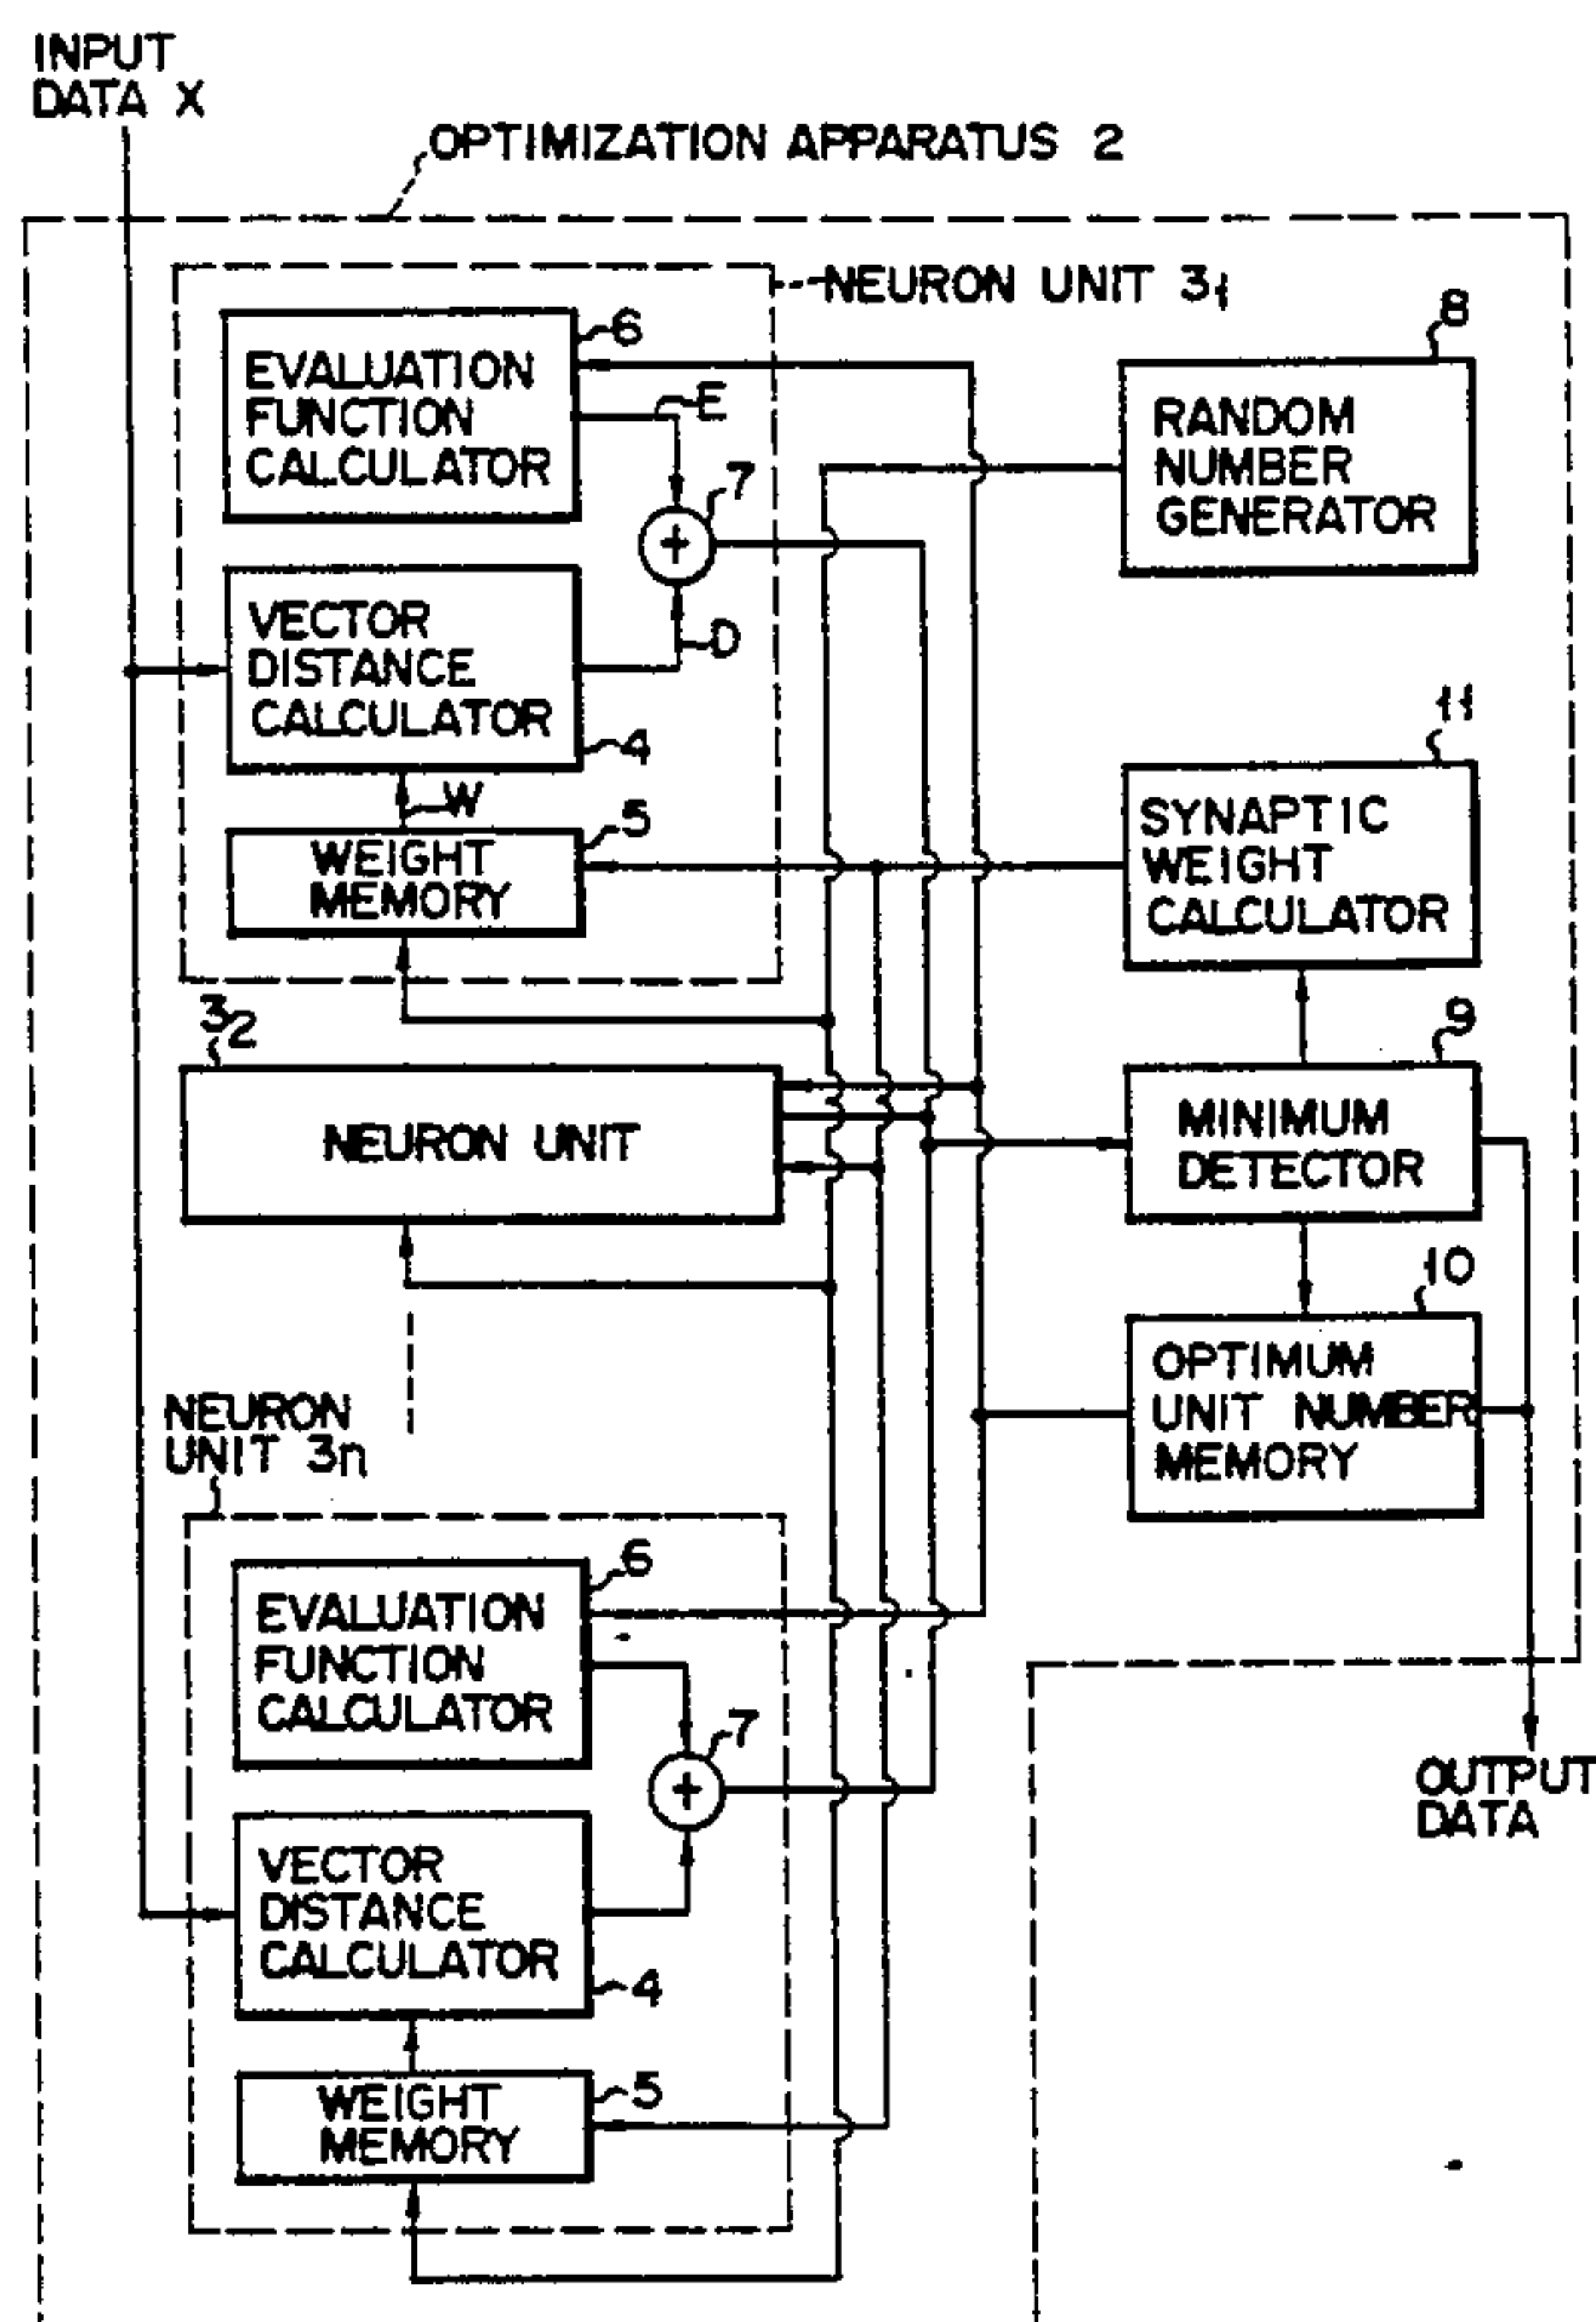 INPUT
DATA X
OPTIMIZATION APPARATUS 2
NEURON UNIT 3₁
6
EVALUATION
FUNCTION
CALCULATOR
E
7
+
8
RANDOM
NUMBER
GENERATOR
VECTOR
DISTANCE
CALCULATOR
D
4
W
5
WEIGHT
MEMORY
11
SYNAPTIC
WEIGHT
CALCULATOR
3₂
NEURON UNIT
9
MINIMUM
DETECTOR
10
OPTIMUM
UNIT NUMBER
MEMORY
NEURON
UNIT 3n
6
EVALUATION
FUNCTION
CALCULATOR
7
+
OUTPUT
DATA
VECTOR
DISTANCE
CALCULATOR
4
5
WEIGHT
MEMORY